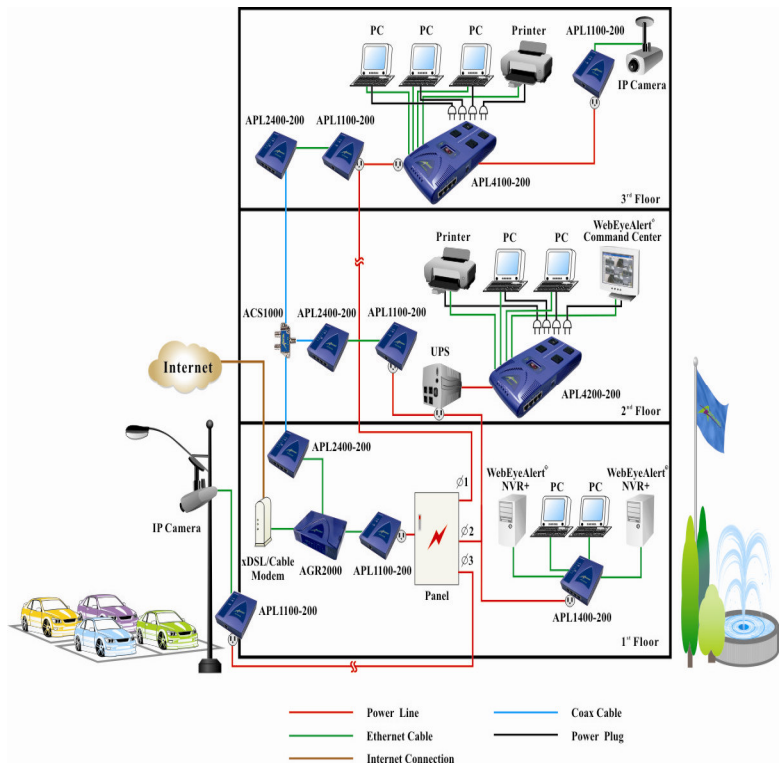 PC PC PC Printer APL1100-200
IP Camera
APL2400-200 APL1100-200
APL4100-200
3rd Floor
WebEyeAlert©
Command Center
Printer PC PC
ACS1000
APL2400-200 APL1100-200
UPS
APL4200-200
Internet
2nd Floor
APL2400-200
WebEyeAlert©
NVR+
PC PC
WebEyeAlert©
NVR+
∅1
IP Camera
∅2
xDSL/Cable
Modem
AGR2000
APL1100-200
∅3
Panel
APL1100-200
APL1400-200
1st Floor
Power Line
Coax Cable
Ethernet Cable
Power Plug
Internet Connection